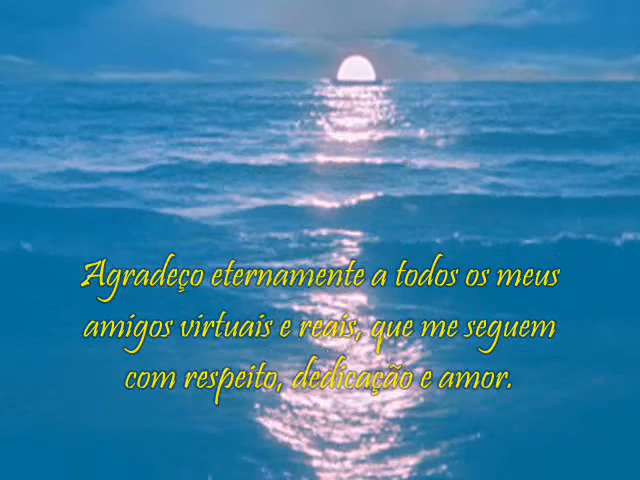 Agradeço eternamente a todos os meus
amigos virtuais e reais, que me seguem
com respeito, dedicação e amor.